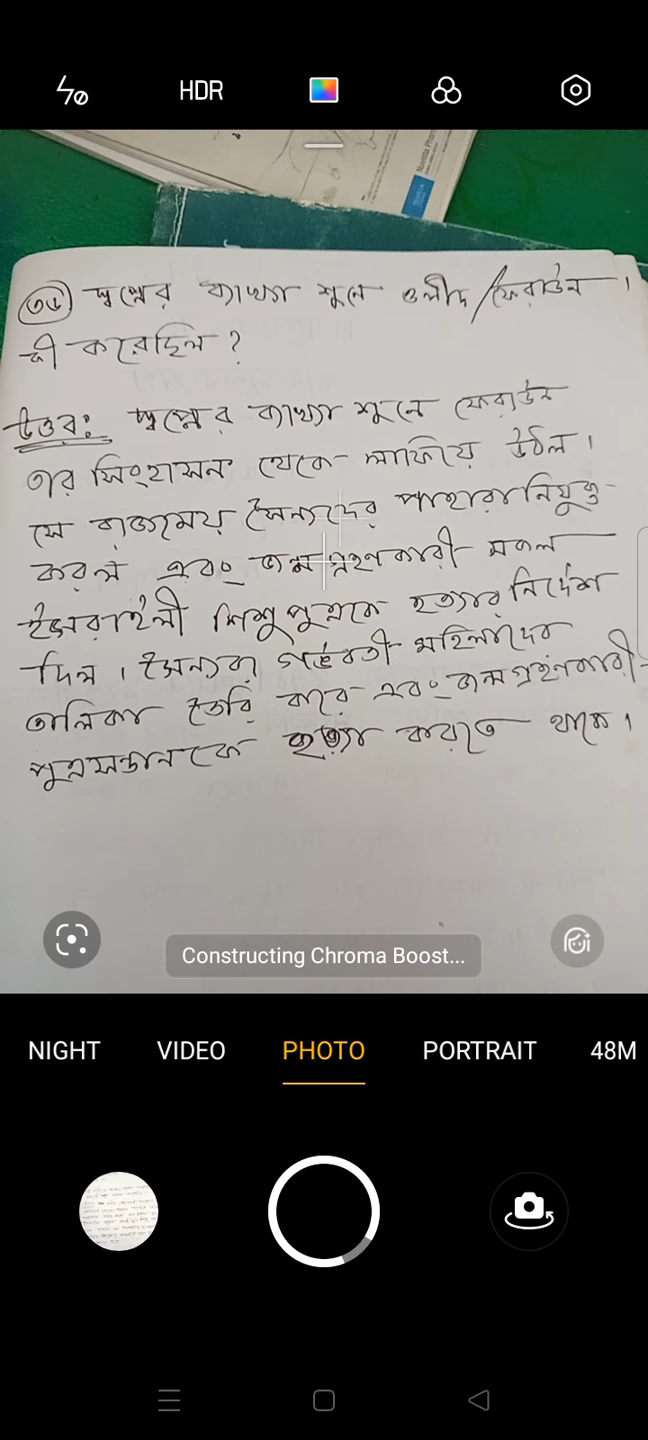 HDR
৩৬ স্বপ্নের ব্যাখ্যা শুনে ওলীদ/ফেরাউন ।
কী করেছিল ?
উত্তর: স্বপ্নের ব্যাখ্যা শুনে ফেরাউন
তার সিংহাসন থেকে লাফিয়ে উঠল ।
সে রাজ্যময় সৈন্যদের পাহারা নিযুক্ত
করল এবং জন্ম গ্রহণকারী সকল
ইসরাইলী শিশু পুত্রকে হত্যার নির্দেশ
দিল । সৈন্যরা গর্ভবতী মহিলাদের
তালিকা তৈরি করে এবং জন্ম গ্রহণকারী
পুত্রসন্তানকে হত্যা করতে থাকে ।
Constructing Chroma Boost...
NIGHT VIDEO PHOTO PORTRAIT 48M